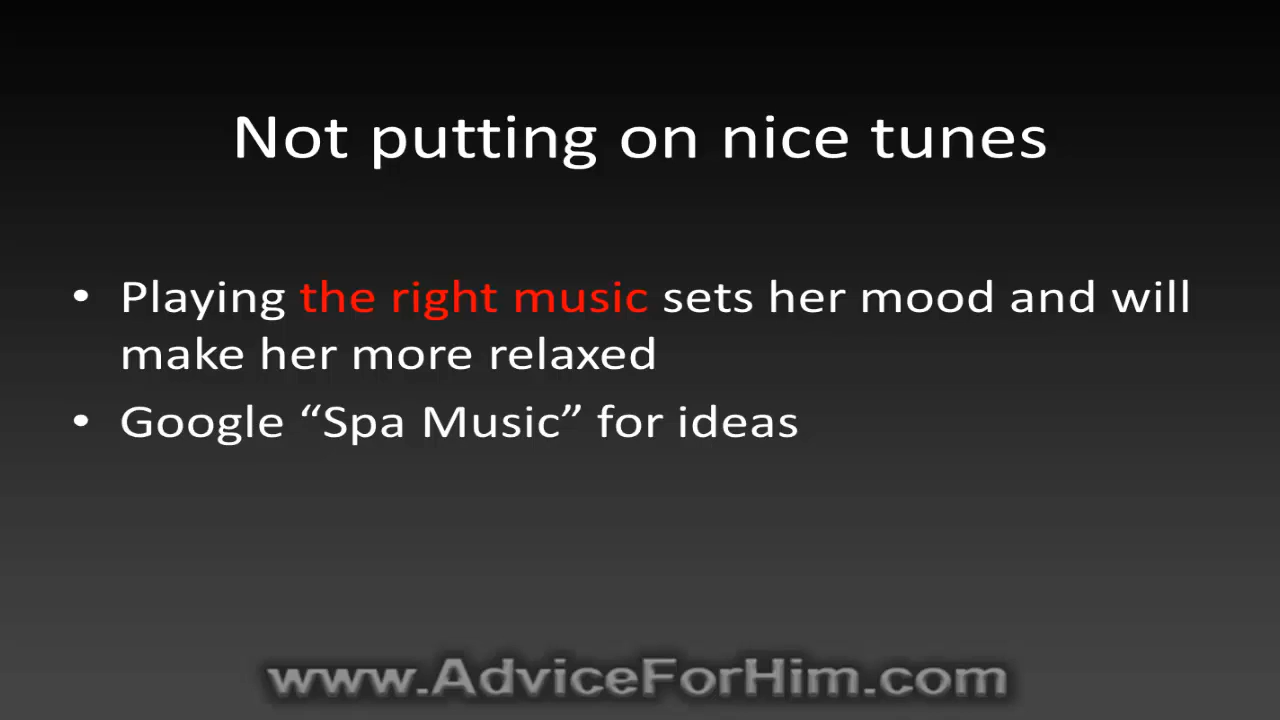 Not putting on nice tunes
• Playing the right music sets her mood and will
make her more relaxed
• Google “Spa Music” for ideas
www.AdviceForHim.com